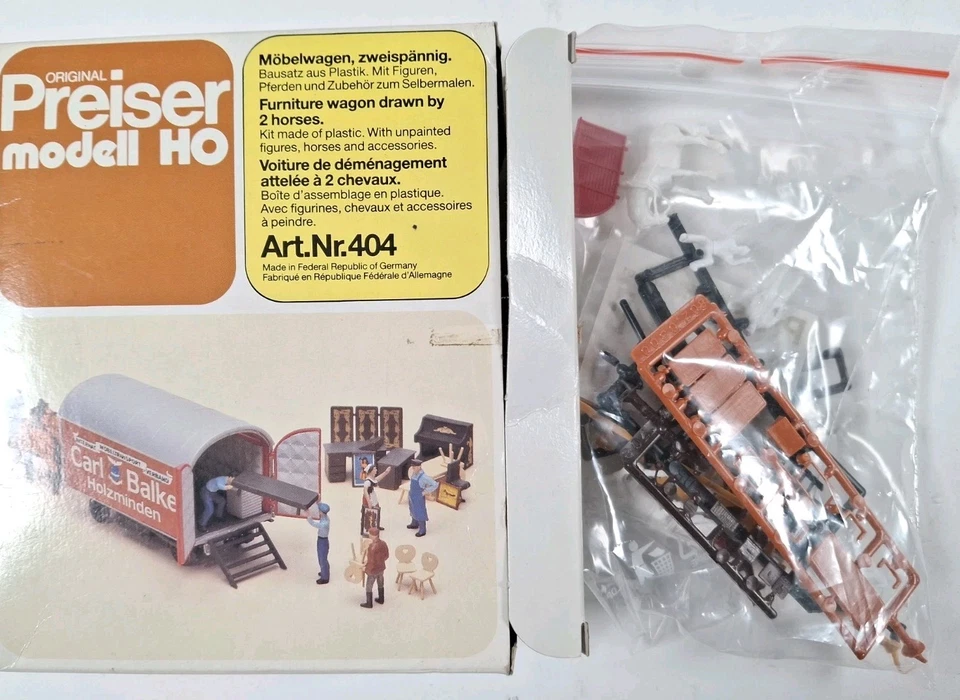 ORIGINAL
Preiser
modell HO
Möbelwagen, zweispännig.
Bausatz aus Plastik. Mit Figuren,
Pferden und Zubehör zum Selbermalen.
Furniture wagon drawn by
2 horses.
Kit made of plastic. With unpainted
figures, horses and accessories.
Voiture de déménagement
attelée à 2 chevaux.
Boîte d'assemblage en plastique.
Avec figurines, chevaux et accessoires
à peindre.
Art.Nr.404
Made in Federal Republic of Germany
Fabriqué en République Fédérale d'Allemagne
Carl Balke
Holzminden